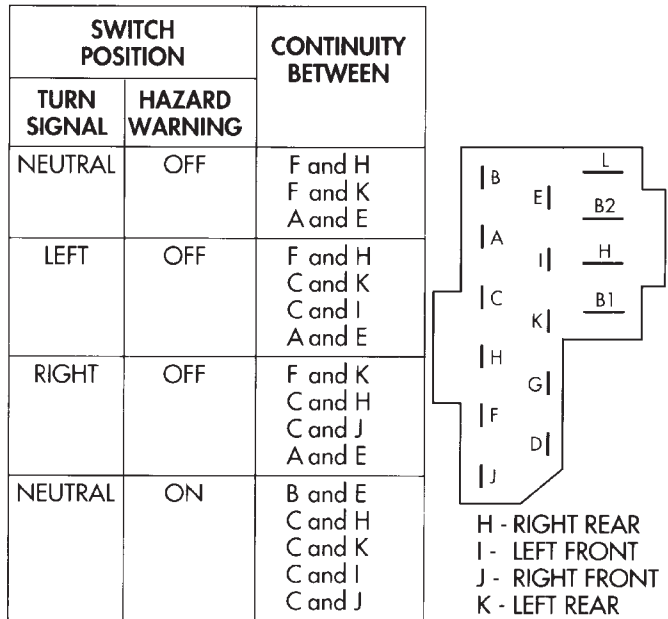 SWITCH
POSITION
CONTINUITY
BETWEEN
TURN
SIGNAL
HAZARD
WARNING
NEUTRAL OFF F and H
F and K
A and E
LEFT OFF F and H
C and K
C and I
A and E
RIGHT OFF F and K
C and H
C and J
A and E
NEUTRAL ON B and E
C and H
C and K
C and I
C and J
B
L
E
B2
A
H
I
C
B1
K
H
G
F
D
J
H - RIGHT REAR
I - LEFT FRONT
J - RIGHT FRONT
K - LEFT REAR